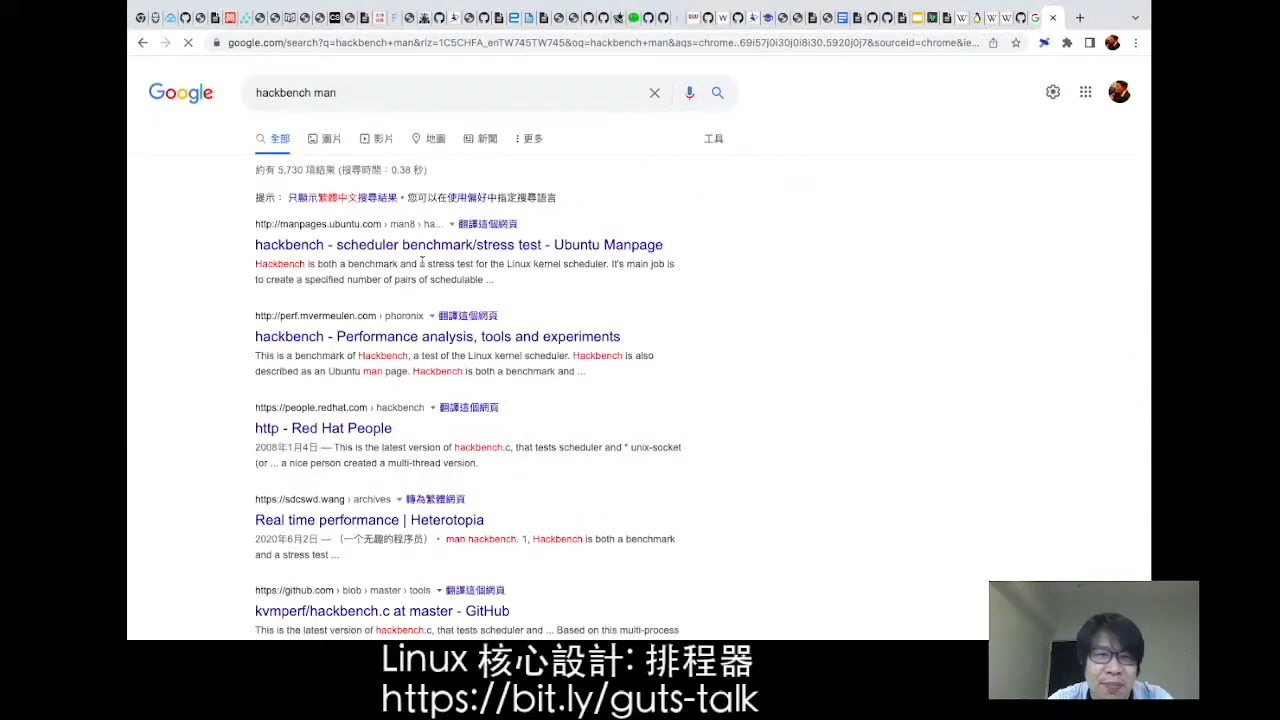 google.com/search?q=hackbench+man&rlz=1C5CHFA_enTW745TW745&oq=hackbench+man&aqs=chrome..69i57j0i30j0i8i30.5920j0j7&sourceid=chrome&ie...
Google
hackbench man
全部 圖片 影片 地圖 新聞 更多 工具
約有 5,730 項結果 (搜尋時間：0.38 秒)
提示： 只顯示繁體中文搜尋結果。您可以在使用偏好中指定搜尋語言
http://manpages.ubuntu.com › man8 › ha... 翻譯這個網頁
hackbench - scheduler benchmark/stress test - Ubuntu Manpage
Hackbench is both a benchmark and a stress test for the Linux kernel scheduler. It's main job is
to create a specified number of pairs of schedulable ...
http://perf.mvermeulen.com › phoronix 翻譯這個網頁
hackbench - Performance analysis, tools and experiments
This is a benchmark of Hackbench, a test of the Linux kernel scheduler. Hackbench is also
described as an Ubuntu man page. Hackbench is both a benchmark and ...
https://people.redhat.com › hackbench 翻譯這個網頁
http - Red Hat People
2008年1月4日 — This is the latest version of hackbench.c, that tests scheduler and * unix-socket
(or ... a nice person created a multi-thread version.
https://sdcswd.wang › archives 轉為繁體網頁
Real time performance | Heterotopia
2020年6月2日 — （一个无趣的程序员） • man hackbench. 1, Hackbench is both a benchmark
and a stress test ...
https://github.com › blob › master › tools 翻譯這個網頁
kvmperf/hackbench.c at master - GitHub
This is the latest version of hackbench.c, that tests scheduler and ... Based on this multi-process
Linux 核心設計: 排程器
https://bit.ly/guts-talk